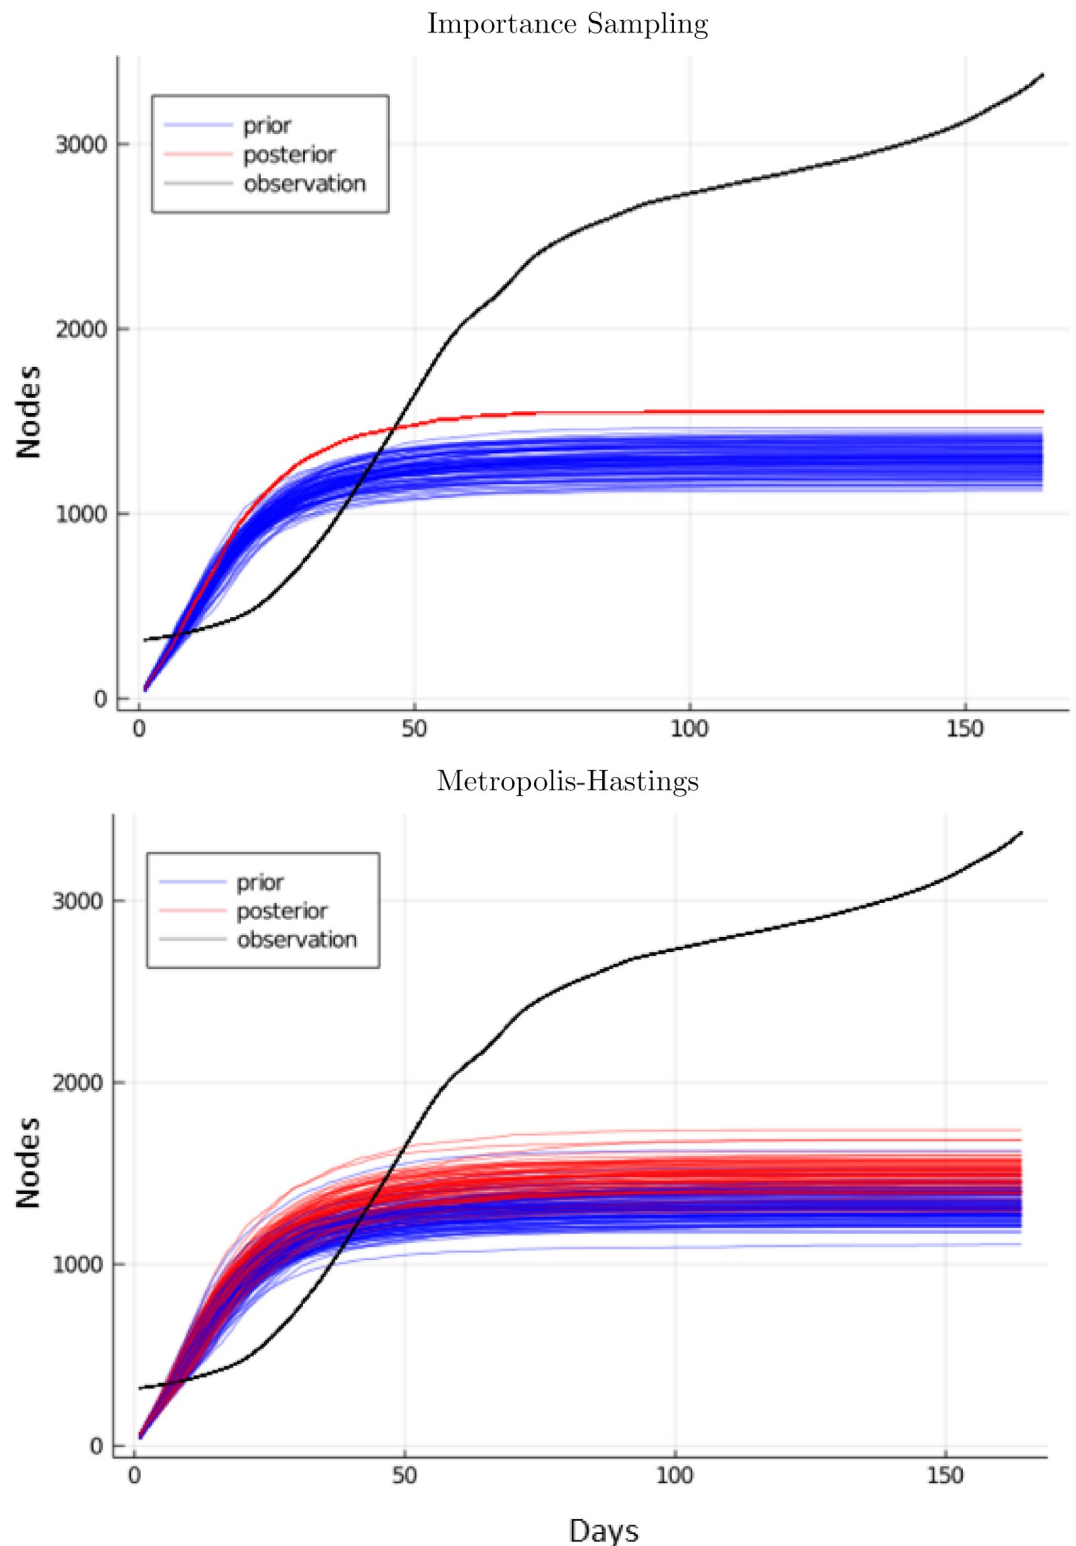 Importance Sampling
prior
posterior
observation
3000
2000
1000
0
0 50 100 150
Nodes
Metropolis-Hastings
prior
posterior
observation
3000
2000
1000
0
0 50 100 150
Nodes
Days